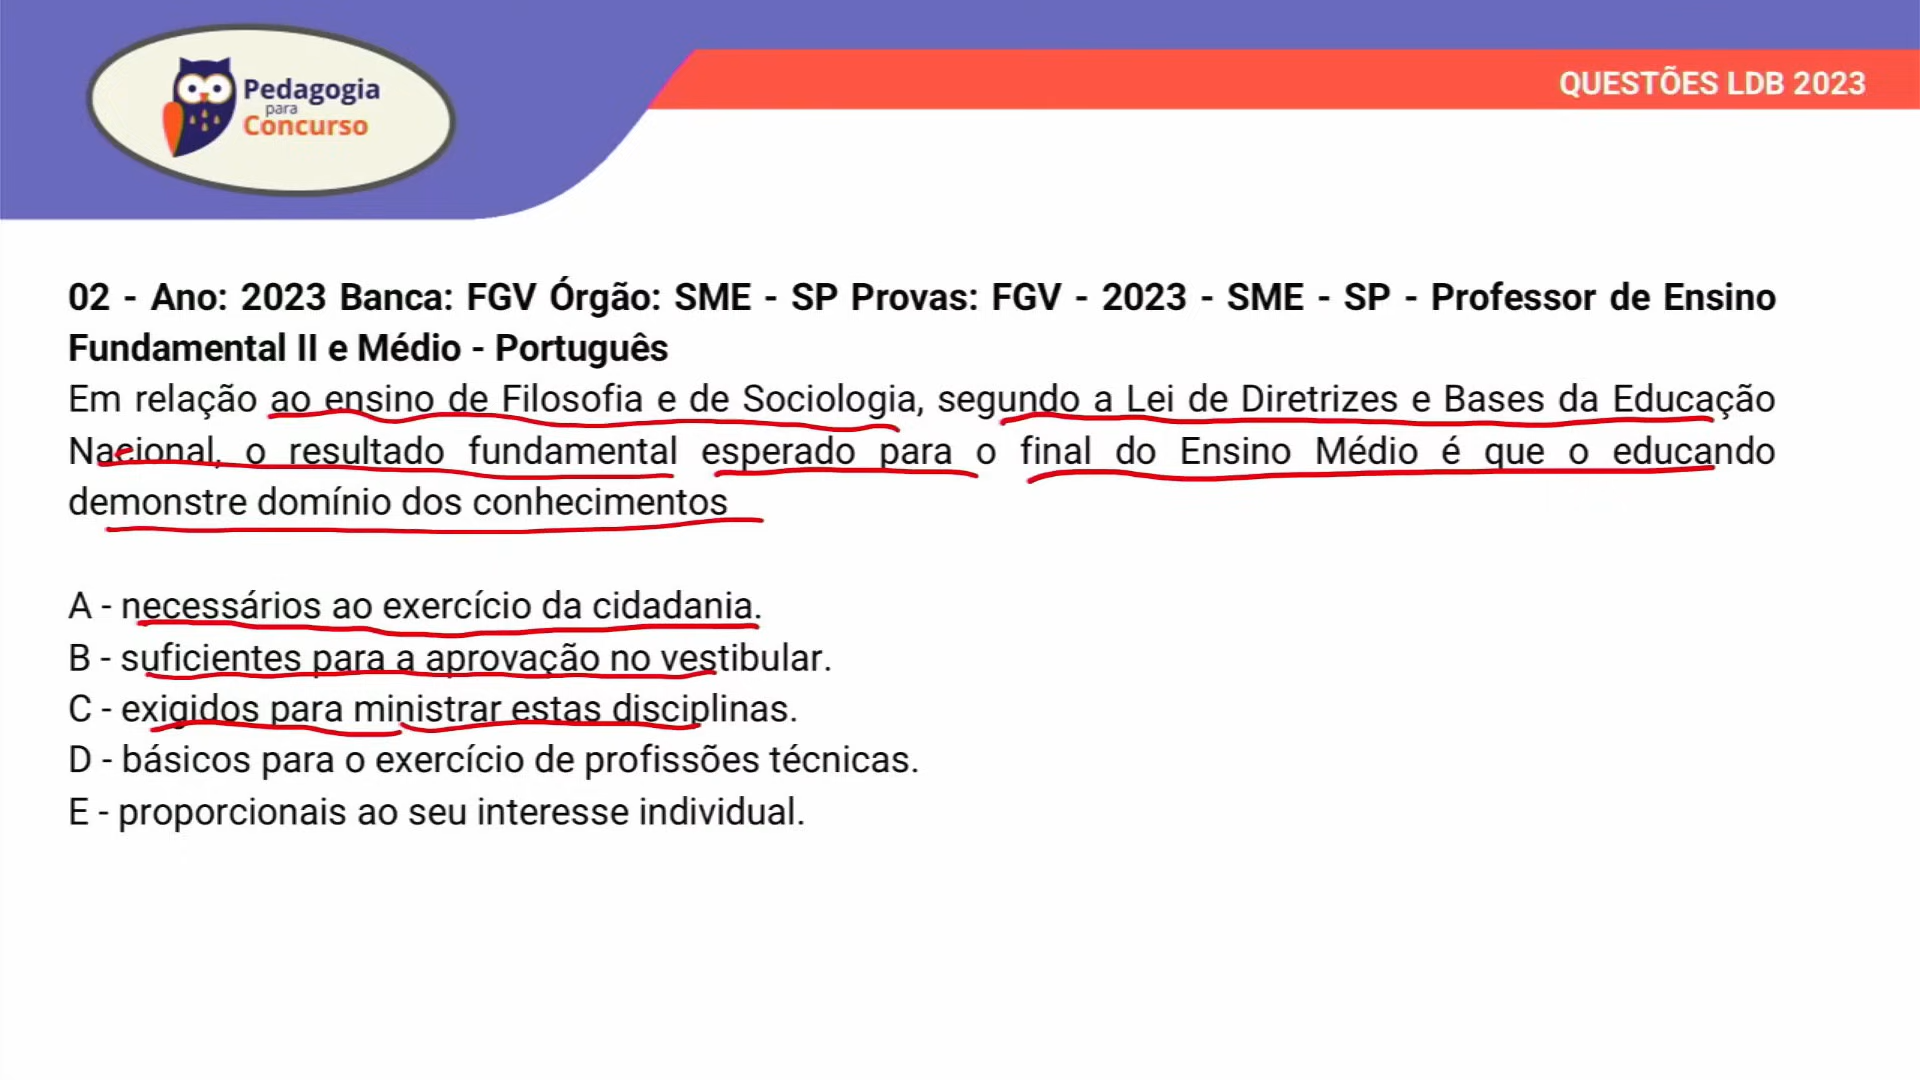 Pedagogia
para
Concurso
QUESTÕES LDB 2023
02 - Ano: 2023 Banca: FGV Órgão: SME - SP Provas: FGV - 2023 - SME - SP - Professor de Ensino
Fundamental II e Médio - Português
Em relação ao ensino de Filosofia e de Sociologia, segundo a Lei de Diretrizes e Bases da Educação
Nacional, o resultado fundamental esperado para o final do Ensino Médio é que o educando
demonstre domínio dos conhecimentos
A - necessários ao exercício da cidadania.
B - suficientes para a aprovação no vestibular.
C - exigidos para ministrar estas disciplinas.
D - básicos para o exercício de profissões técnicas.
E - proporcionais ao seu interesse individual.